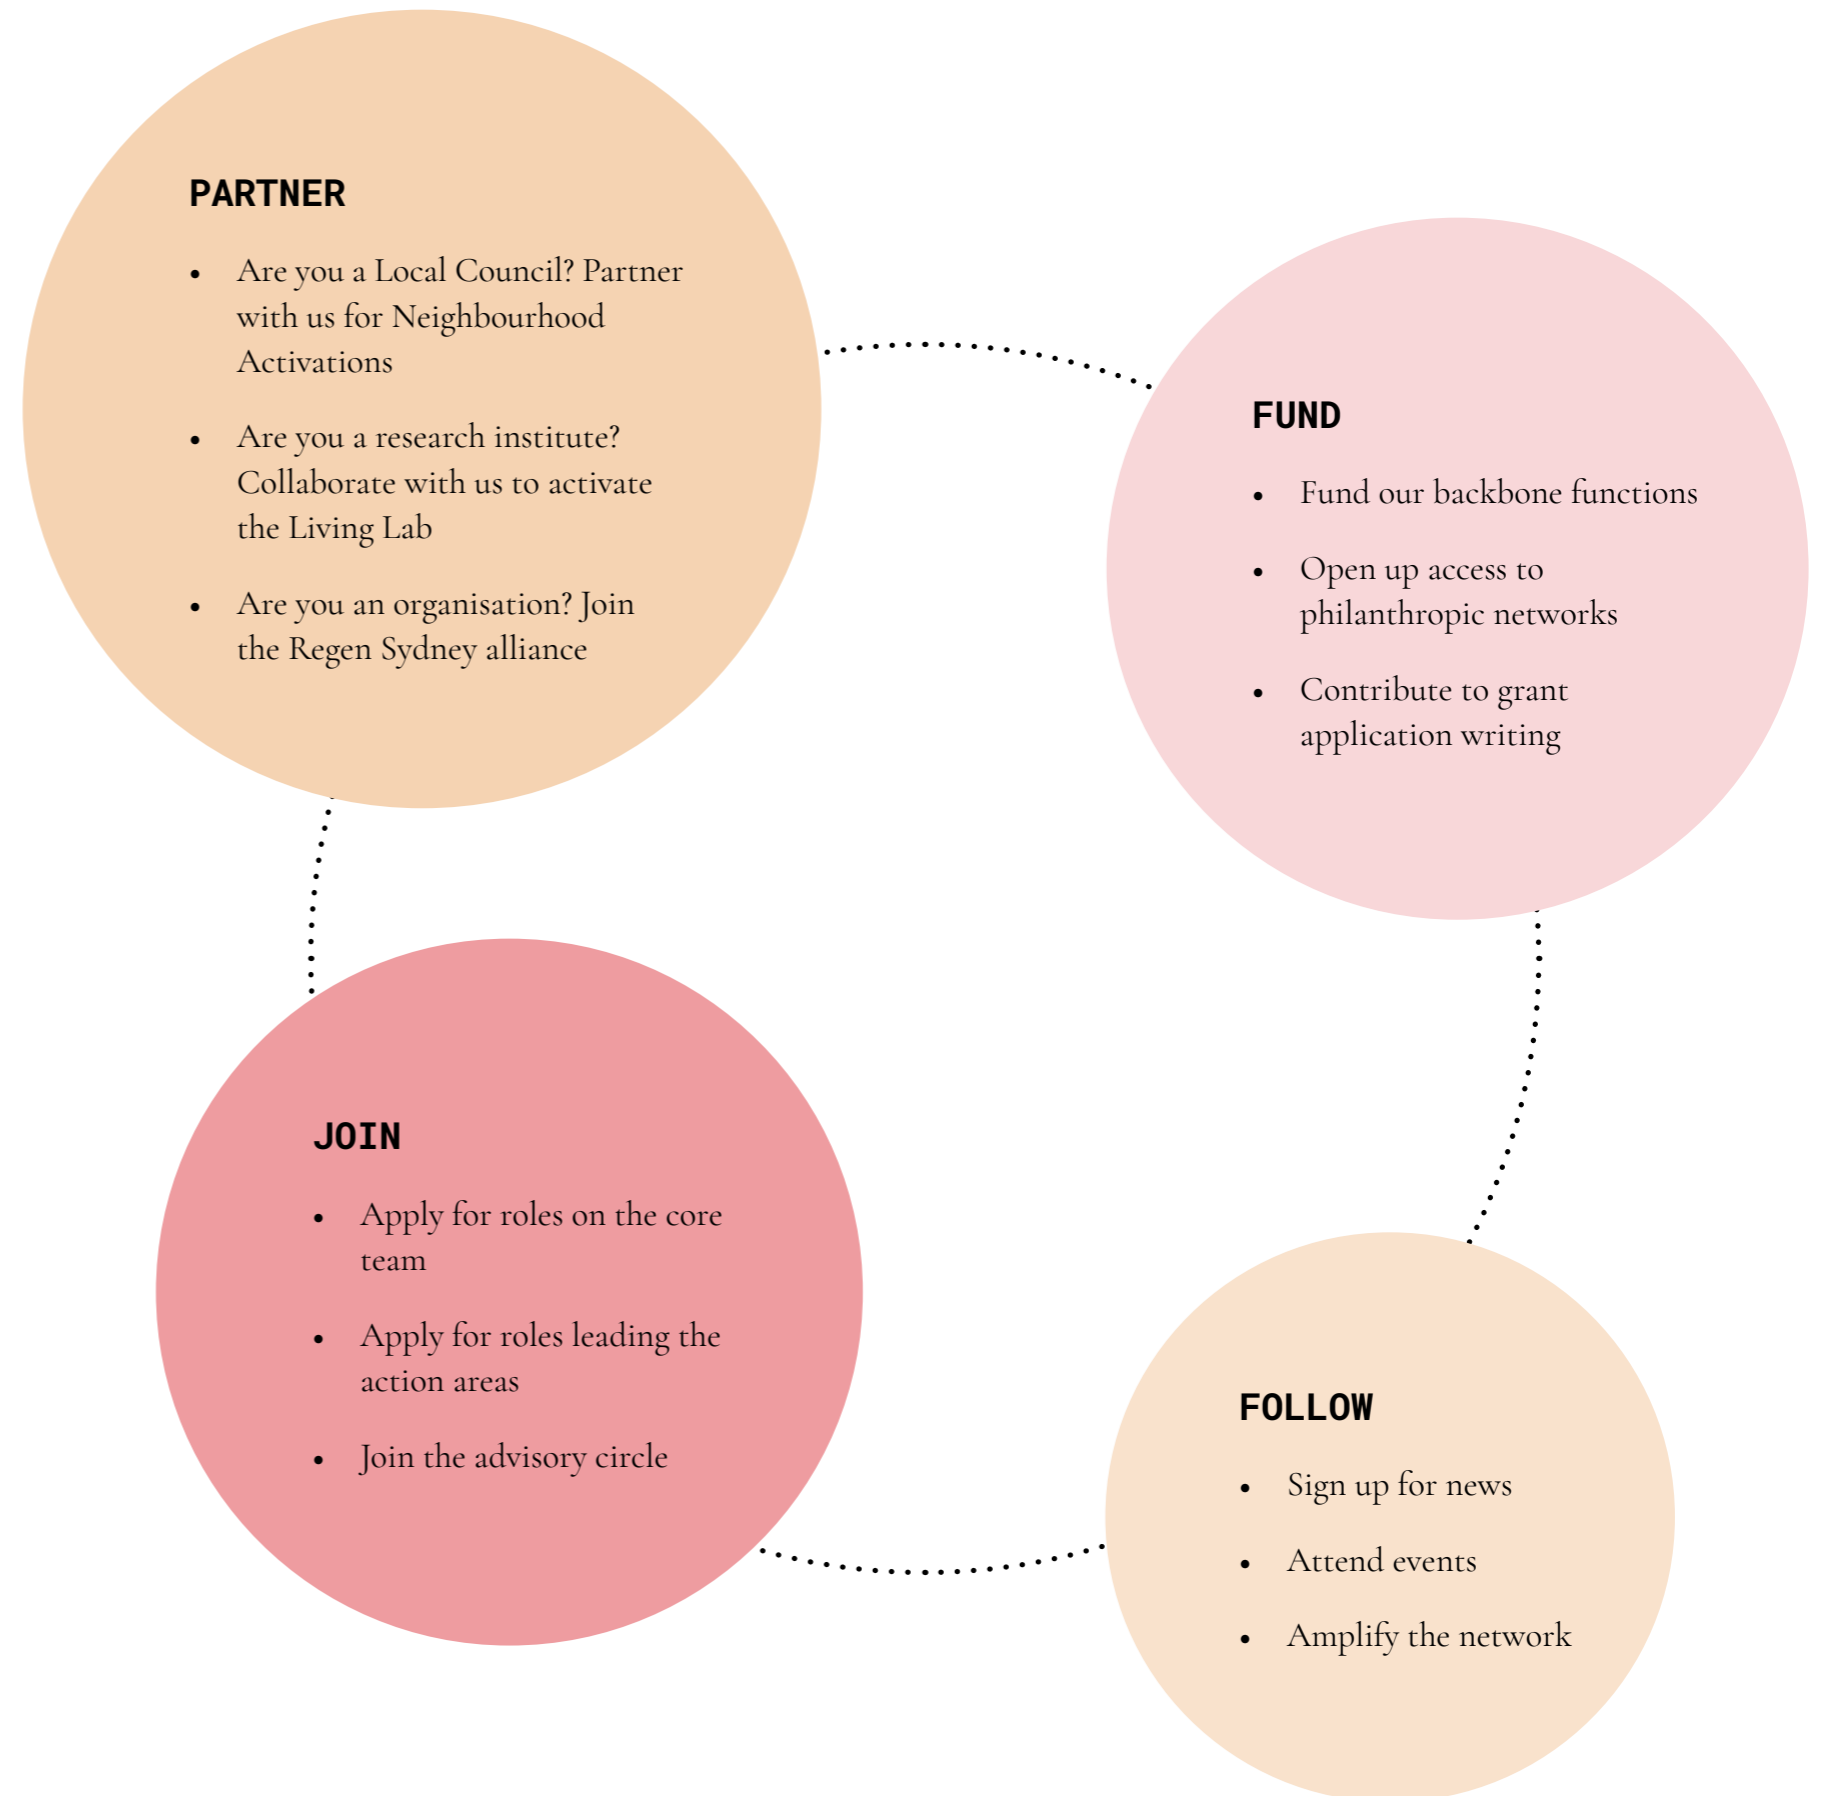 PARTNER
• Are you a Local Council? Partner
with us for Neighbourhood
Activations
• Are you a research institute?
Collaborate with us to activate
the Living Lab
• Are you an organisation? Join
the Regen Sydney alliance
FUND
• Fund our backbone functions
• Open up access to
philanthropic networks
• Contribute to grant
application writing
JOIN
• Apply for roles on the core
team
• Apply for roles leading the
action areas
• Join the advisory circle
FOLLOW
• Sign up for news
• Attend events
• Amplify the network